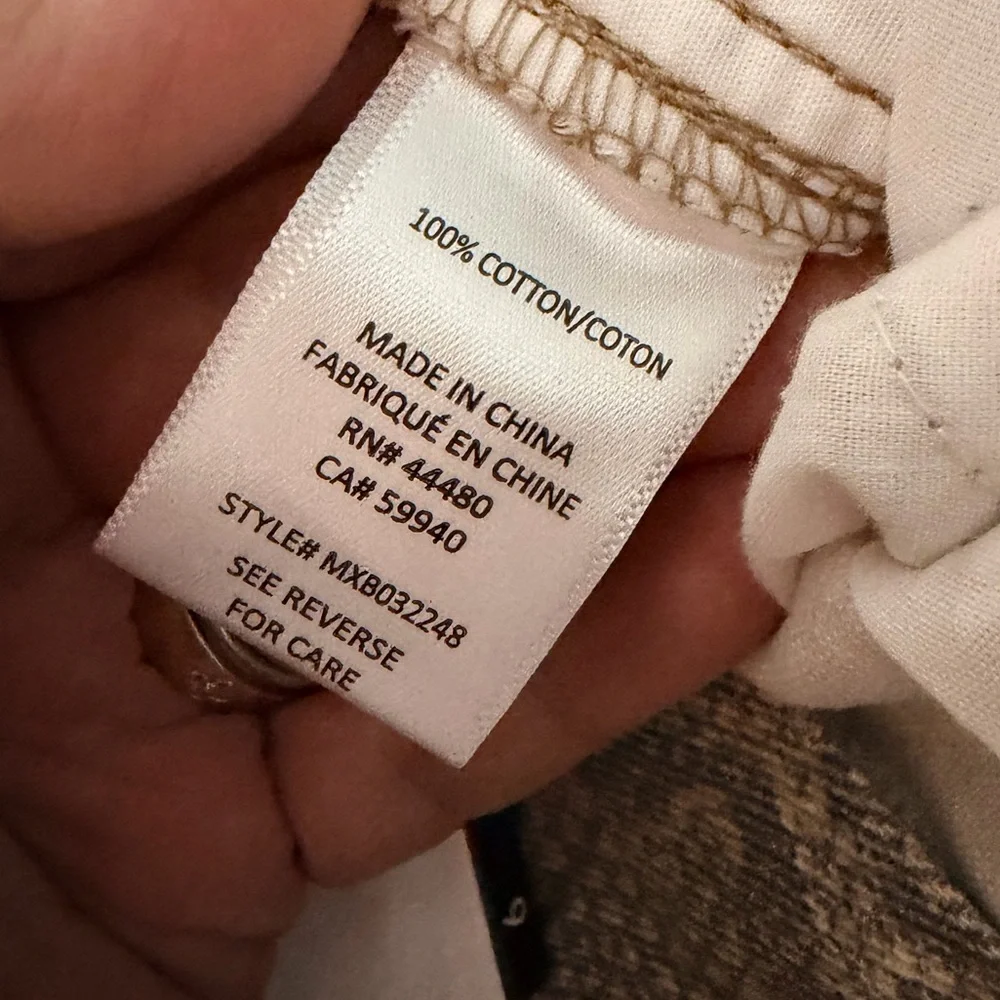 100% COTTON/COTON
MADE IN CHINA
FABRIQUÉ EN CHINE
RN# 44480
CA# 59940
STYLE# MXB032248
SEE REVERSE
FOR CARE